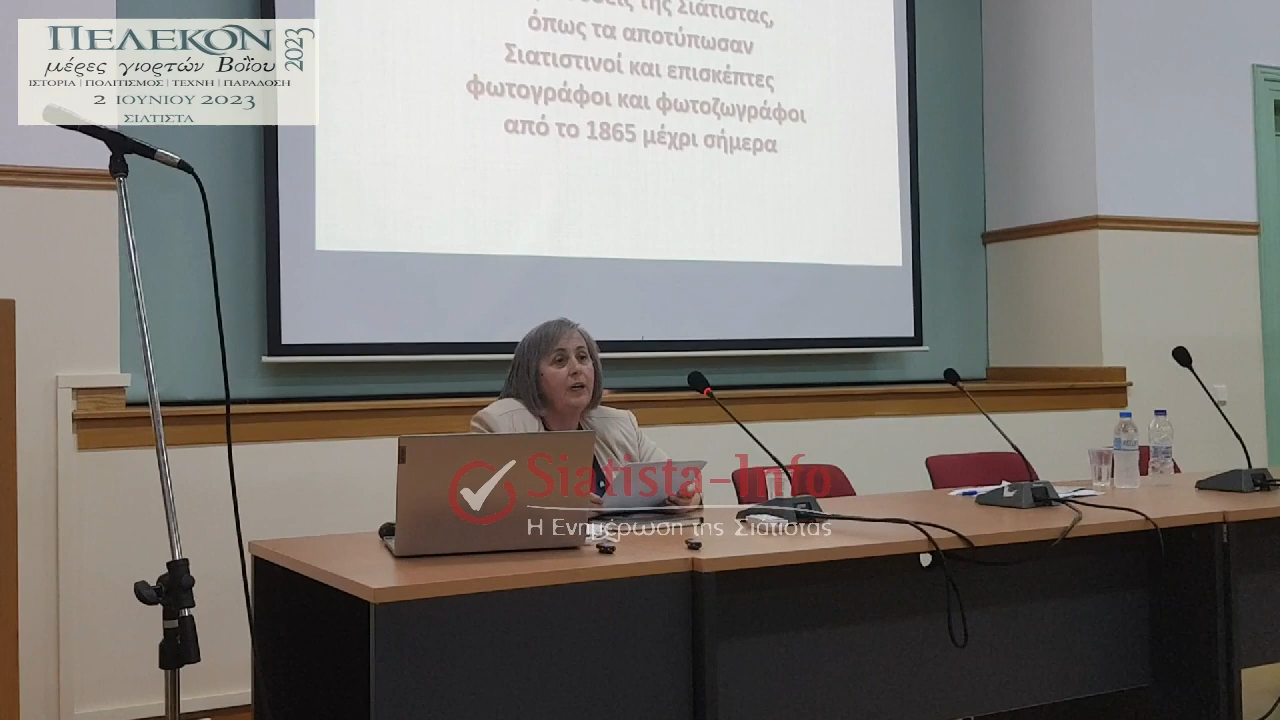 ΠΕΛΕΚΟΝ 2023
μέρες γιορτών Βοΐου
ΙΣΤΟΡΙΑ | ΠΟΛΙΤΙΣΜΟΣ | ΤΕΧΝΗ | ΠΑΡΑΔΟΣΗ
2 ΙΟΥΝΙΟΥ 2023
ΣΙΑΤΙΣΤΑ
της Σιάτιστας,
όπως τα αποτύπωσαν
Σιατιστινοί και επισκέπτες
φωτογράφοι και φωτοζωγράφοι
από το 1865 μέχρι σήμερα
Siatista-Info
Η Ενημέρωση της Σιάτιστας